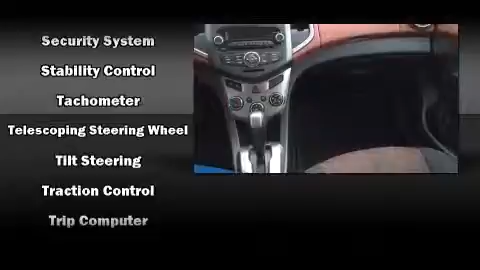 Security System
Stability Control
Tachometer
Telescoping Steering Wheel
Tilt Steering
Traction Control
Trip Computer